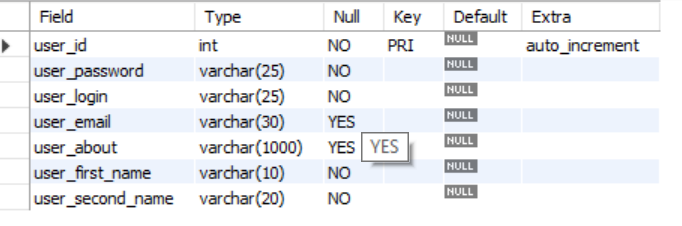 Field Type Null Key Default Extra
user_id int NO PRI NULL auto_increment
user_password varchar(25) NO NULL
user_login varchar(25) NO NULL
user_email varchar(30) YES NULL
user_about varchar(1000) YES YES NULL
user_first_name varchar(10) NO NULL
user_second_name varchar(20) NO NULL